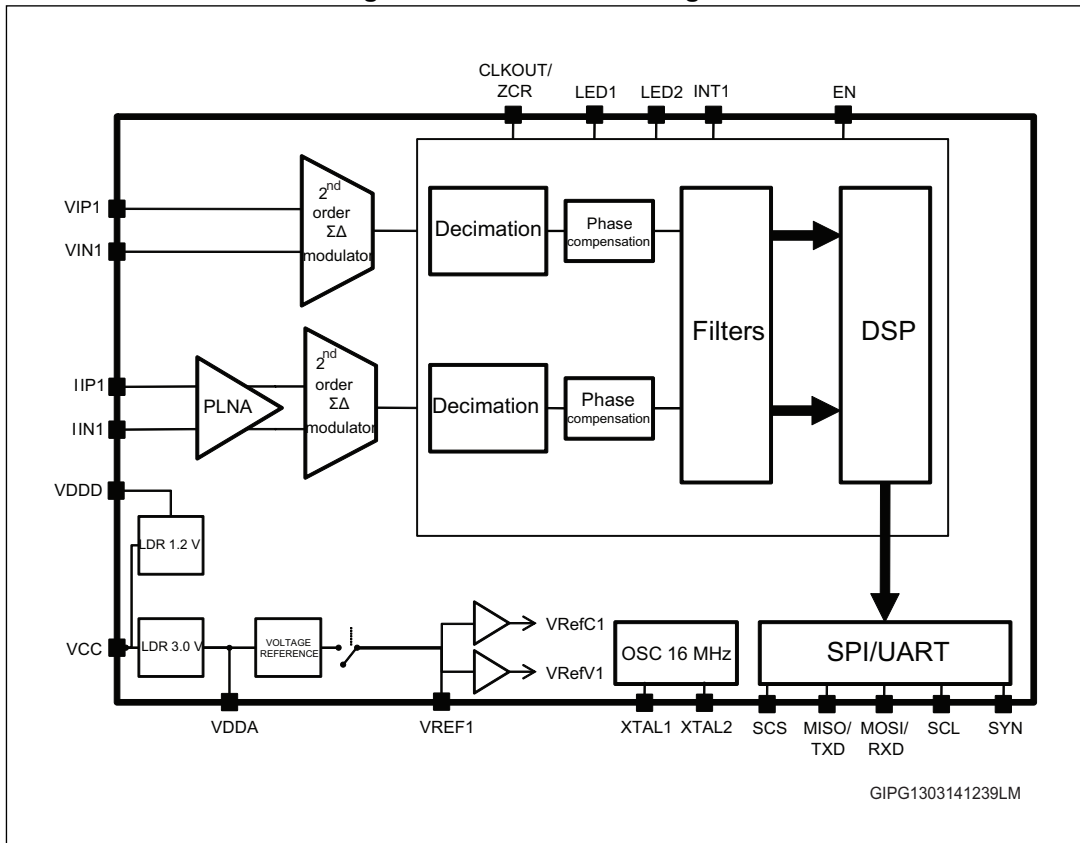 CLKOUT/
ZCR
LED1
LED2
INT1
EN
VIP1
VIN1
2nd
order
ΣΔ
modulator
Decimation
Phase
compensation
Filters
DSP
IIP1
IIN1
PLNA
2nd
order
ΣΔ
modulator
Decimation
Phase
compensation
VDDD
LDR 1.2 V
VCC
LDR 3.0 V
VOLTAGE
REFERENCE
VRefC1
VRefV1
OSC 16 MHz
SPI/UART
VDDA
VREF1
XTAL1
XTAL2
SCS
MISO/
TXD
MOSI/
RXD
SCL
SYN
GIPG1303141239LM